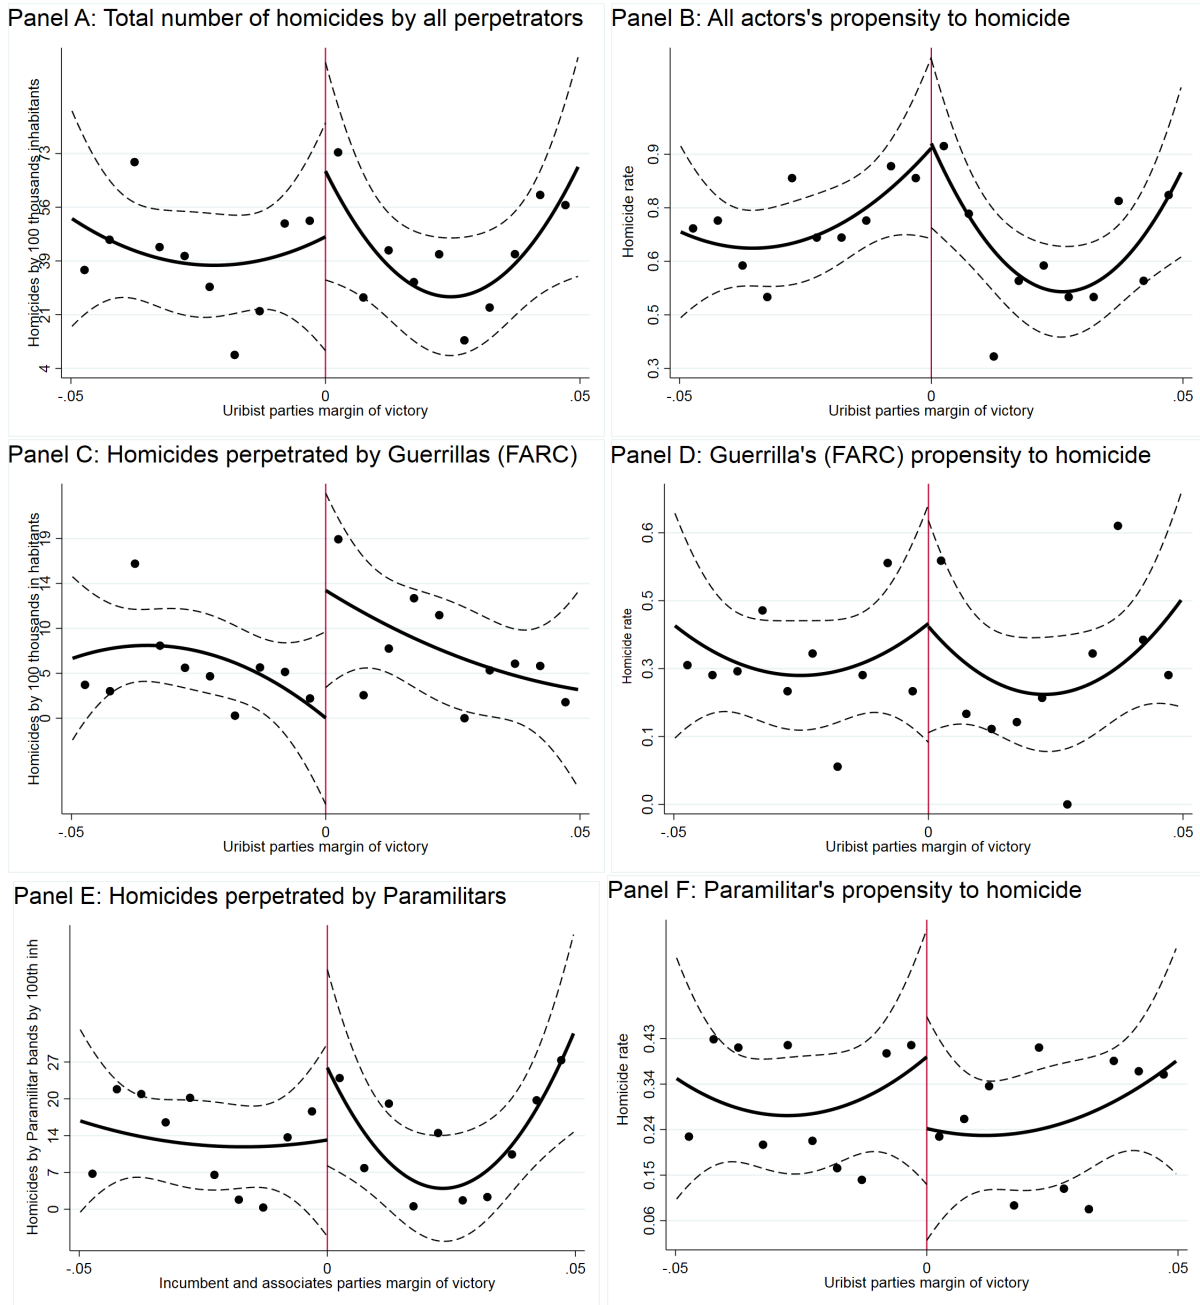 Panel A: Total number of homicides by all perpetrators
Homicides by 100 thousands inhabitants
73
56
39
21
4
-.05
0
.05
Uribist parties margin of victory
Panel B: All actors's propensity to homicide
Homicide rate
0.9
0.8
0.6
0.5
0.3
-.05
0
.05
Uribist parties margin of victory
Panel C: Homicides perpetrated by Guerrillas (FARC)
Homicides by 100 thousands in habitants
19
14
10
5
0
-.05
0
.05
Uribist parties margin of victory
Panel D: Guerrilla's (FARC) propensity to homicide
Homicide rate
0.6
0.5
0.3
0.1
0.0
-.05
0
.05
Uribist parties margin of victory
Panel E: Homicides perpetrated by Paramilitars
Homicides by Paramilitar bands by 100th inh
27
20
14
7
0
-.05
0
.05
Incumbent and associates parties margin of victory
Panel F: Paramilitar's propensity to homicide
Homicide rate
0.43
0.34
0.24
0.15
0.06
-.05
0
.05
Uribist parties margin of victory